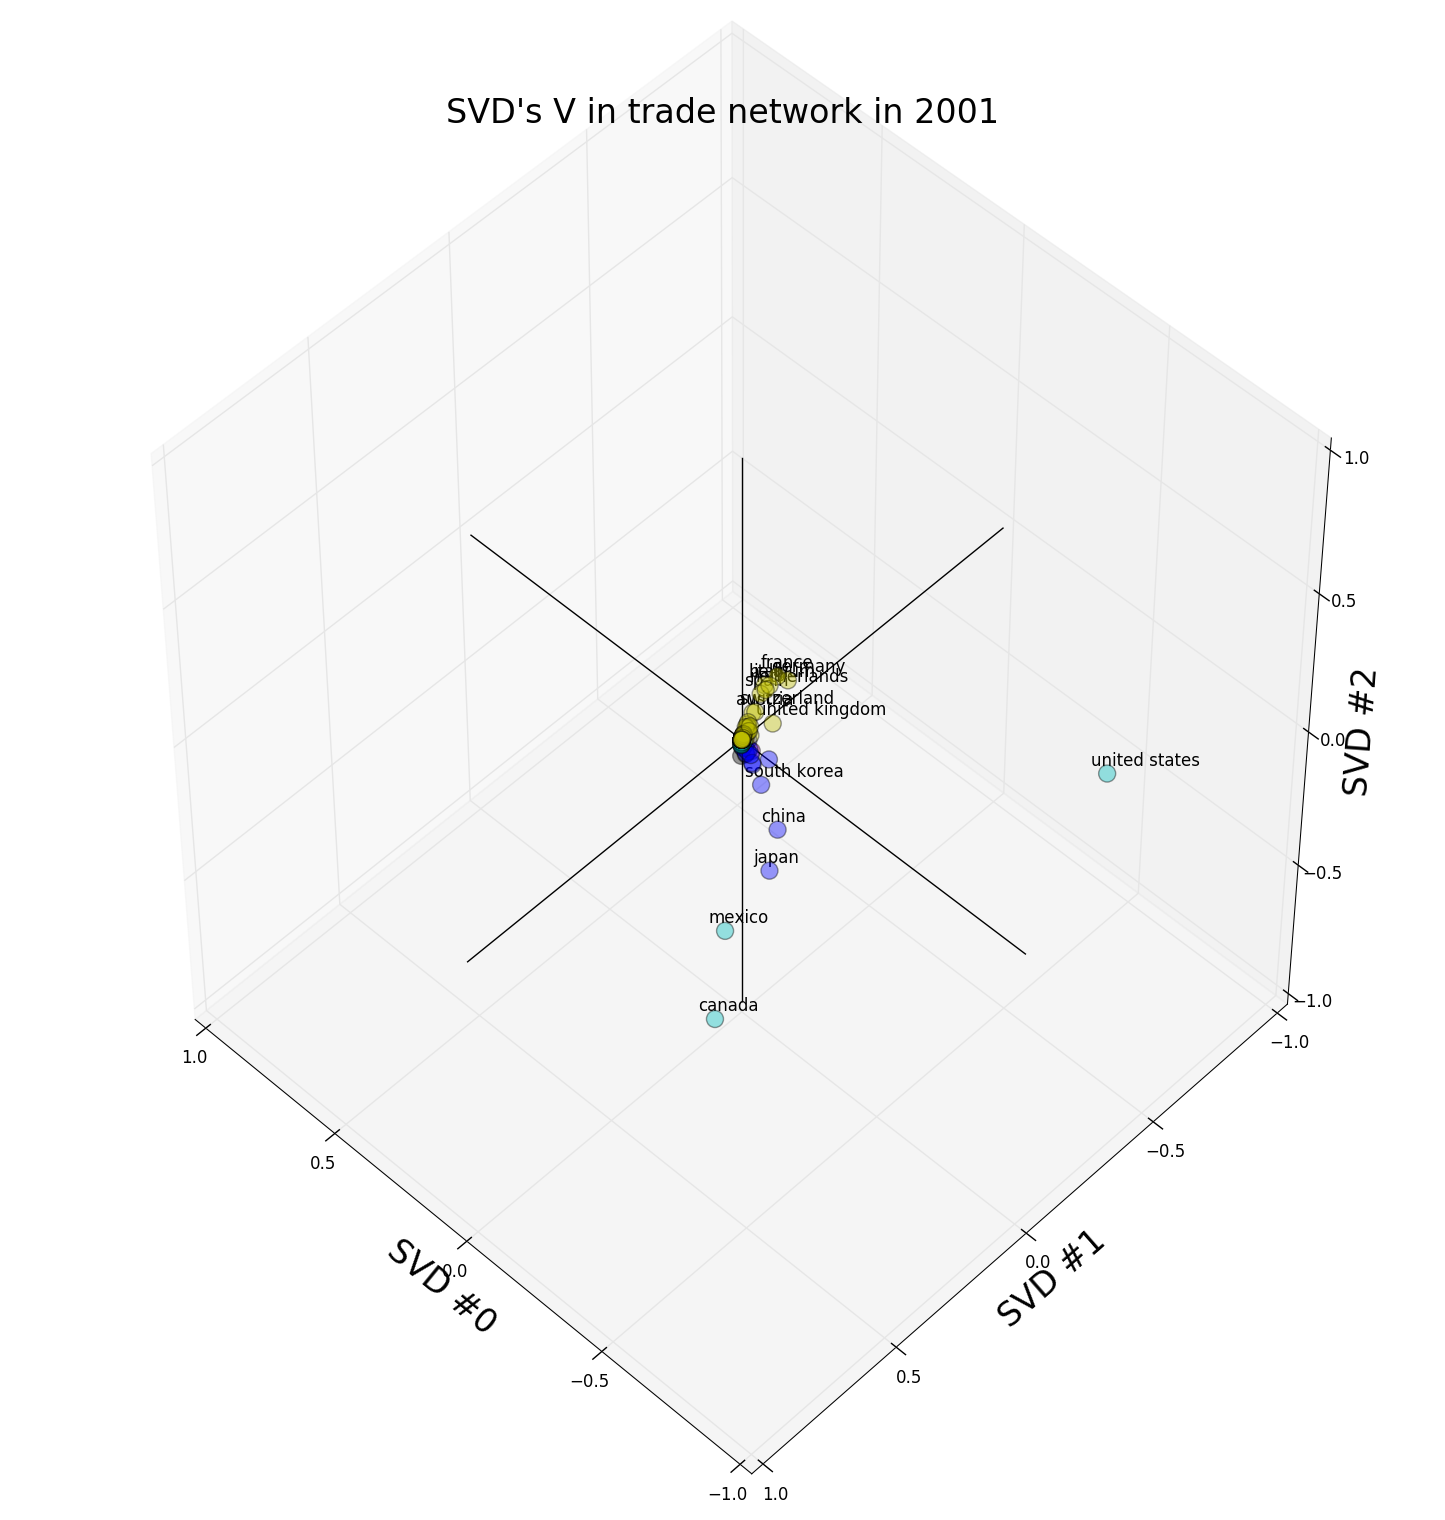 SVD's V in trade network in 2001
1.0
0.5
0.0
−0.5
−1.0
SVD #2
france
germany
netherlands
switzerland
united kingdom
south korea
china
japan
mexico
canada
united states
1.0
0.5
0.0
−0.5
−1.0
SVD #0
−1.0
−0.5
0.0
0.5
1.0
SVD #1